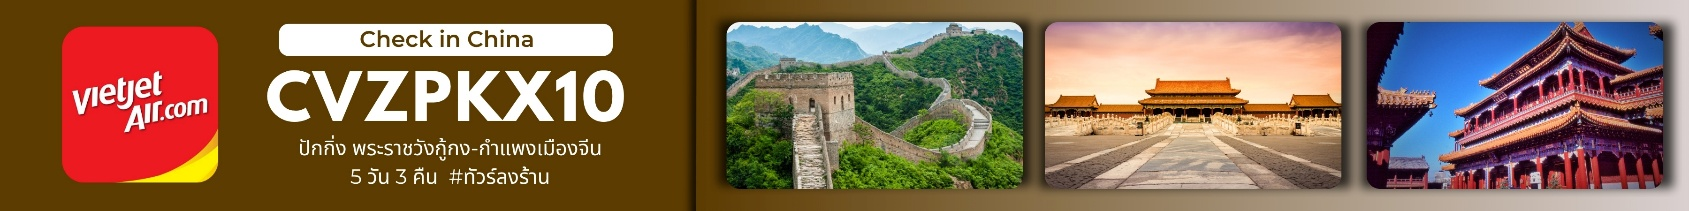 vietjet
Air.com
Check in China
CVZPKX10
ปักกิ่ง พระราชวังกู้กง-กำแพงเมืองจีน
5 วัน 3 คืน #ทัวร์ลงร้าน